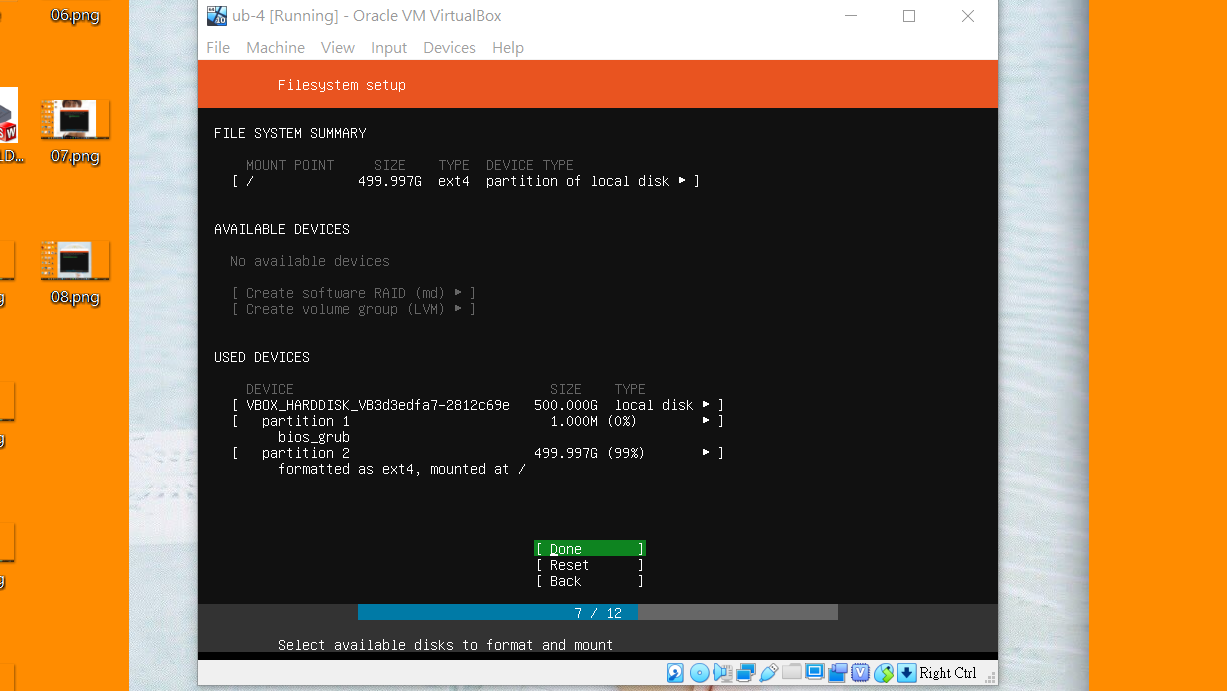 06.png
07.png
LD...
08.png
ub-4 [Running] - Oracle VM VirtualBox
File Machine View Input Devices Help
Filesystem setup
FILE SYSTEM SUMMARY
MOUNT POINT SIZE TYPE DEVICE TYPE
[ / 499.997G ext4 partition of local disk ▸ ]
AVAILABLE DEVICES
No available devices
[ Create software RAID (md) ▸ ]
[ Create volume group (LVM) ▸ ]
USED DEVICES
DEVICE SIZE TYPE
[ VBOX_HARDDISK_VB3d3edfa7-2812c69e 500.000G local disk ▸ ]
[ partition 1 1.000M (0%) ▸ ]
bios_grub
[ partition 2 499.997G (99%) ▸ ]
formatted as ext4, mounted at /
[ Done ]
[ Reset ]
[ Back ]
7 / 12
Select available disks to format and mount
Right Ctrl